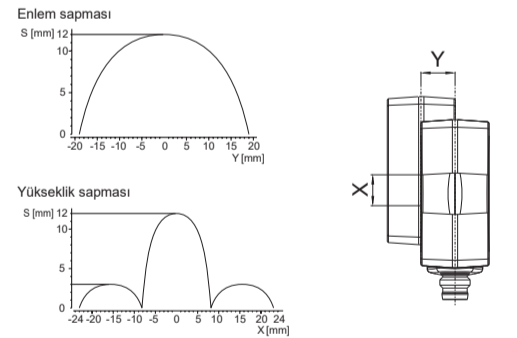 Enlem sapması
S [mm] 12
10
5
0
-20 -15 -10 -5 0 5 10 15 20
Y [mm]
Yükseklik sapması
S [mm] 12
10
5
0
-24 -20 -15 -10 -5 0 5 8 10 15 20 24
X [mm]
Y
X